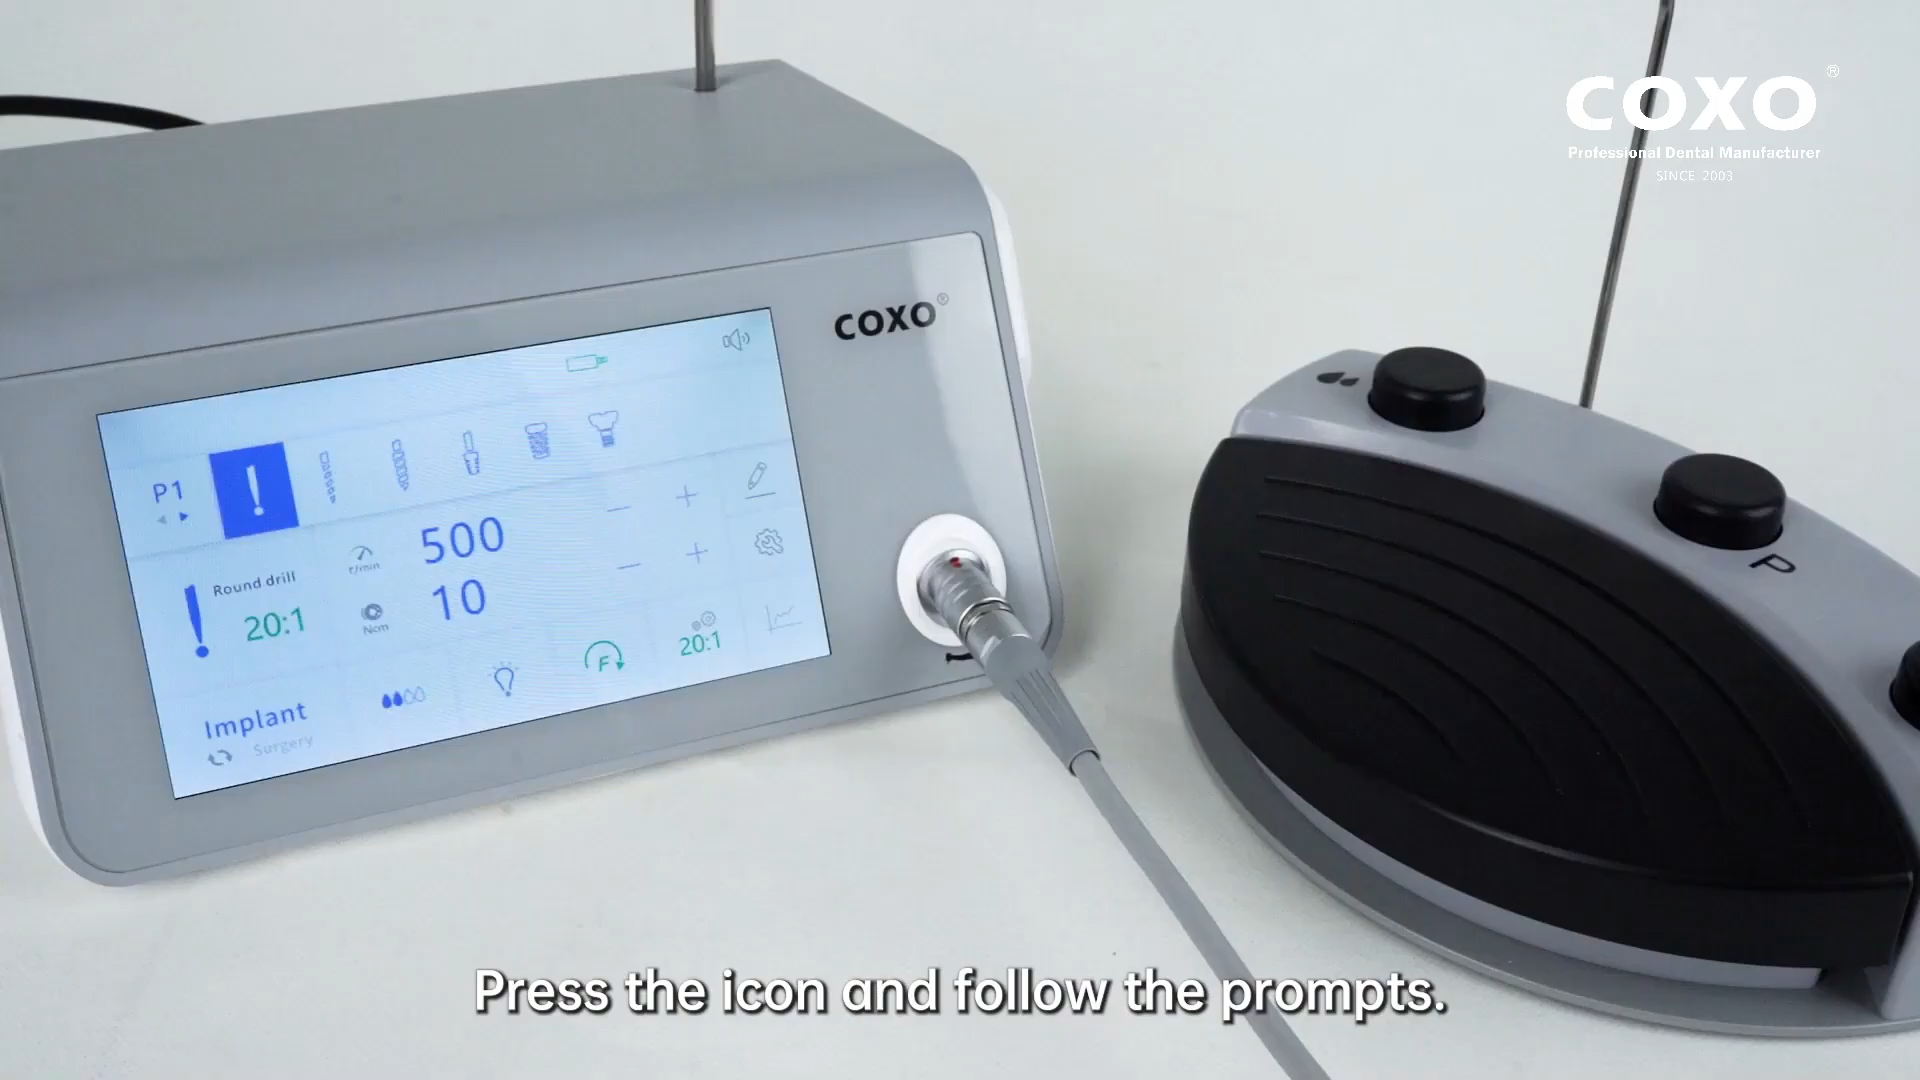 COXO®
Professional Dental Manufacturer
SINCE 2003
COXO®
P1
Round drill
20:1
r/min
500
Ncm
10
F
20:1
Implant
Surgery
P
Press the icon and follow the prompts.